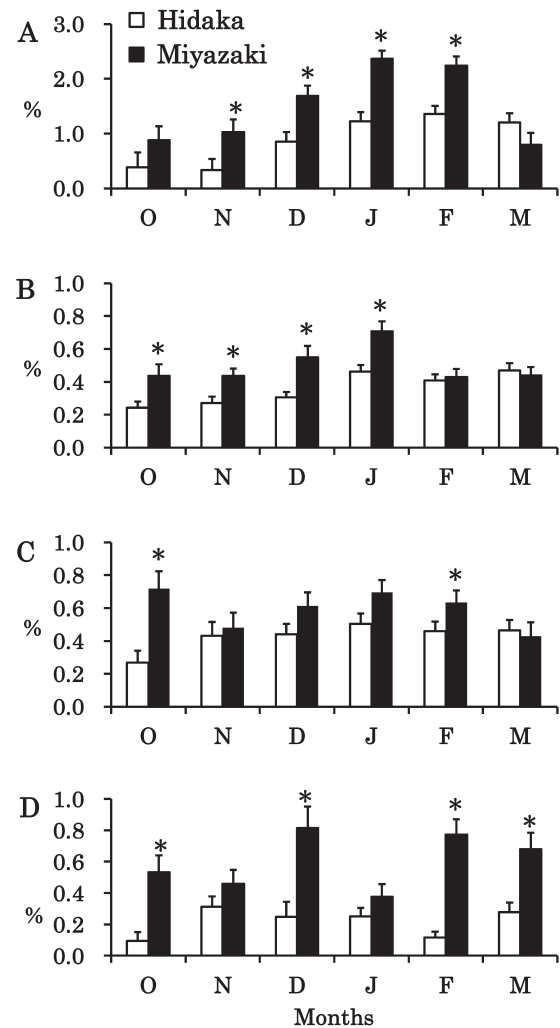 A
Hidaka
Miyazaki
3.0
2.0
%
1.0
0.0
* * * *
O N D J F M
B
1.0
0.8
0.6
%
0.4
0.2
0.0
* * * *
O N D J F M
C
1.0
0.8
0.6
%
0.4
0.2
0.0
* *
O N D J F M
D
1.0
0.8
0.6
0.4
%
0.2
0.0
* * * *
O N D J F M
Months